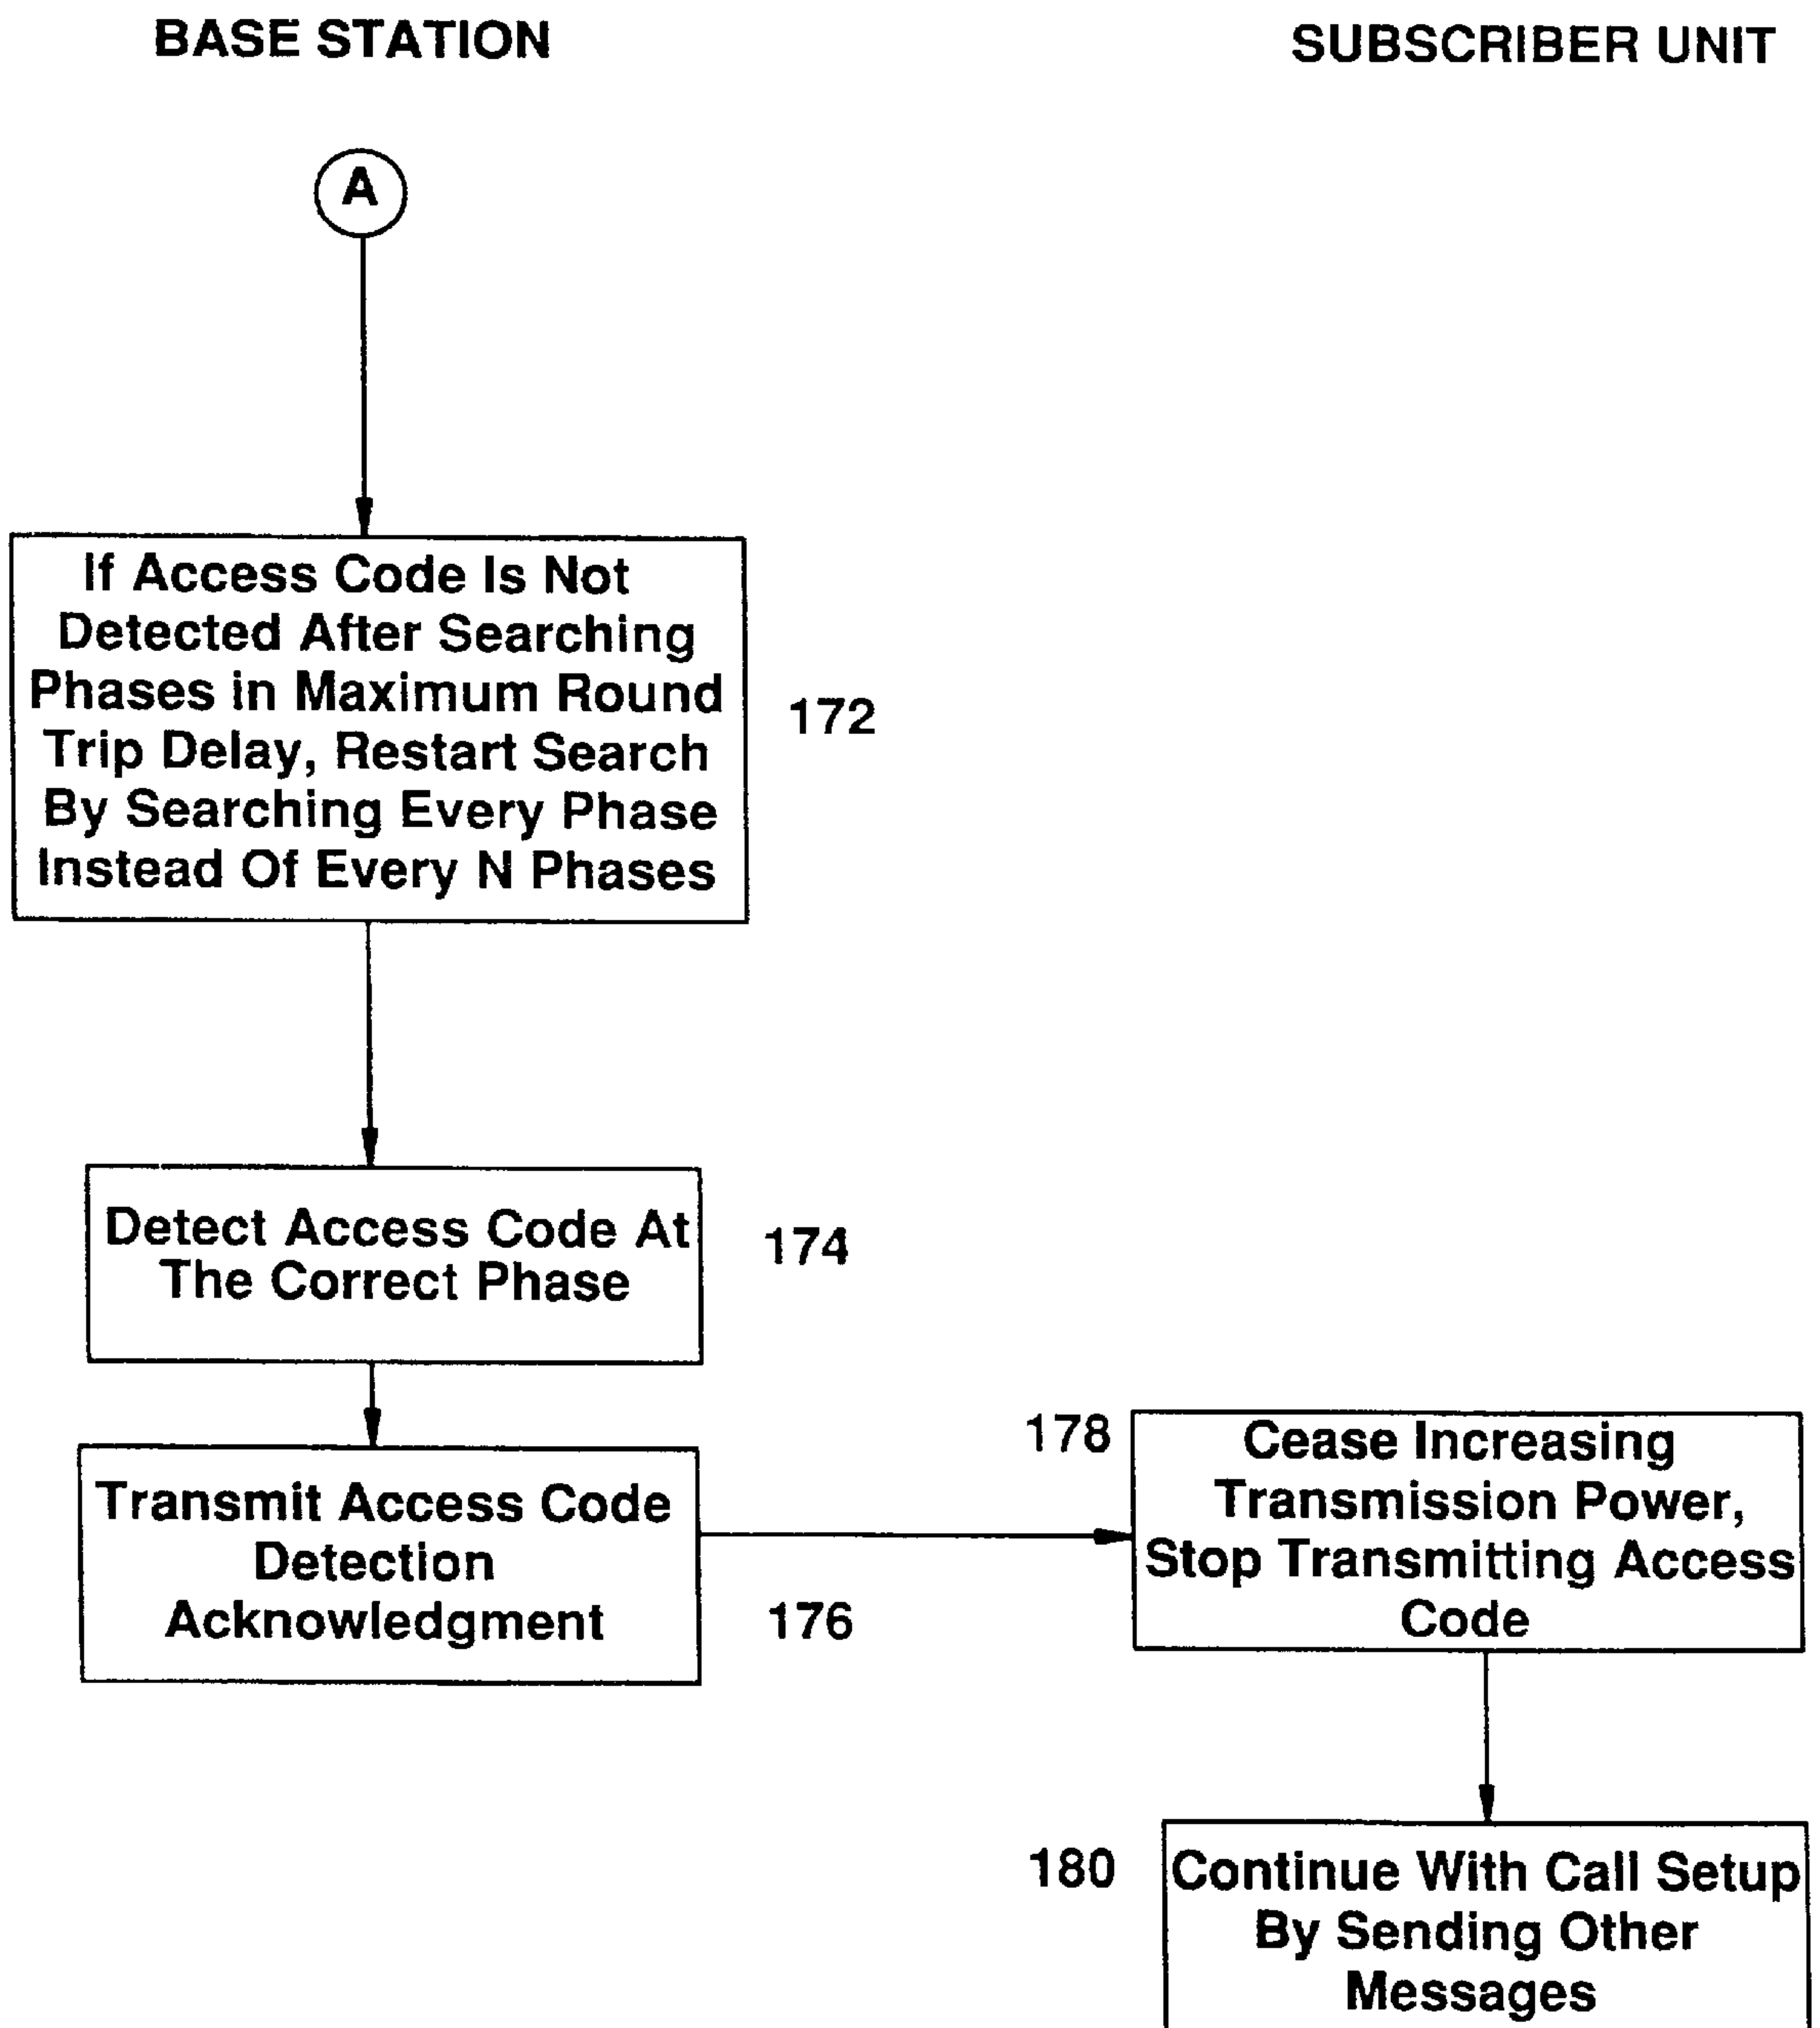 BASE STATION
SUBSCRIBER UNIT
A
If Access Code Is Not
Detected After Searching
Phases in Maximum Round
Trip Delay, Restart Search
By Searching Every Phase
Instead Of Every N Phases
172
Detect Access Code At
The Correct Phase
174
Transmit Access Code
Detection
Acknowledgment
176
178
Cease Increasing
Transmission Power,
Stop Transmitting Access
Code
180
Continue With Call Setup
By Sending Other
Messages